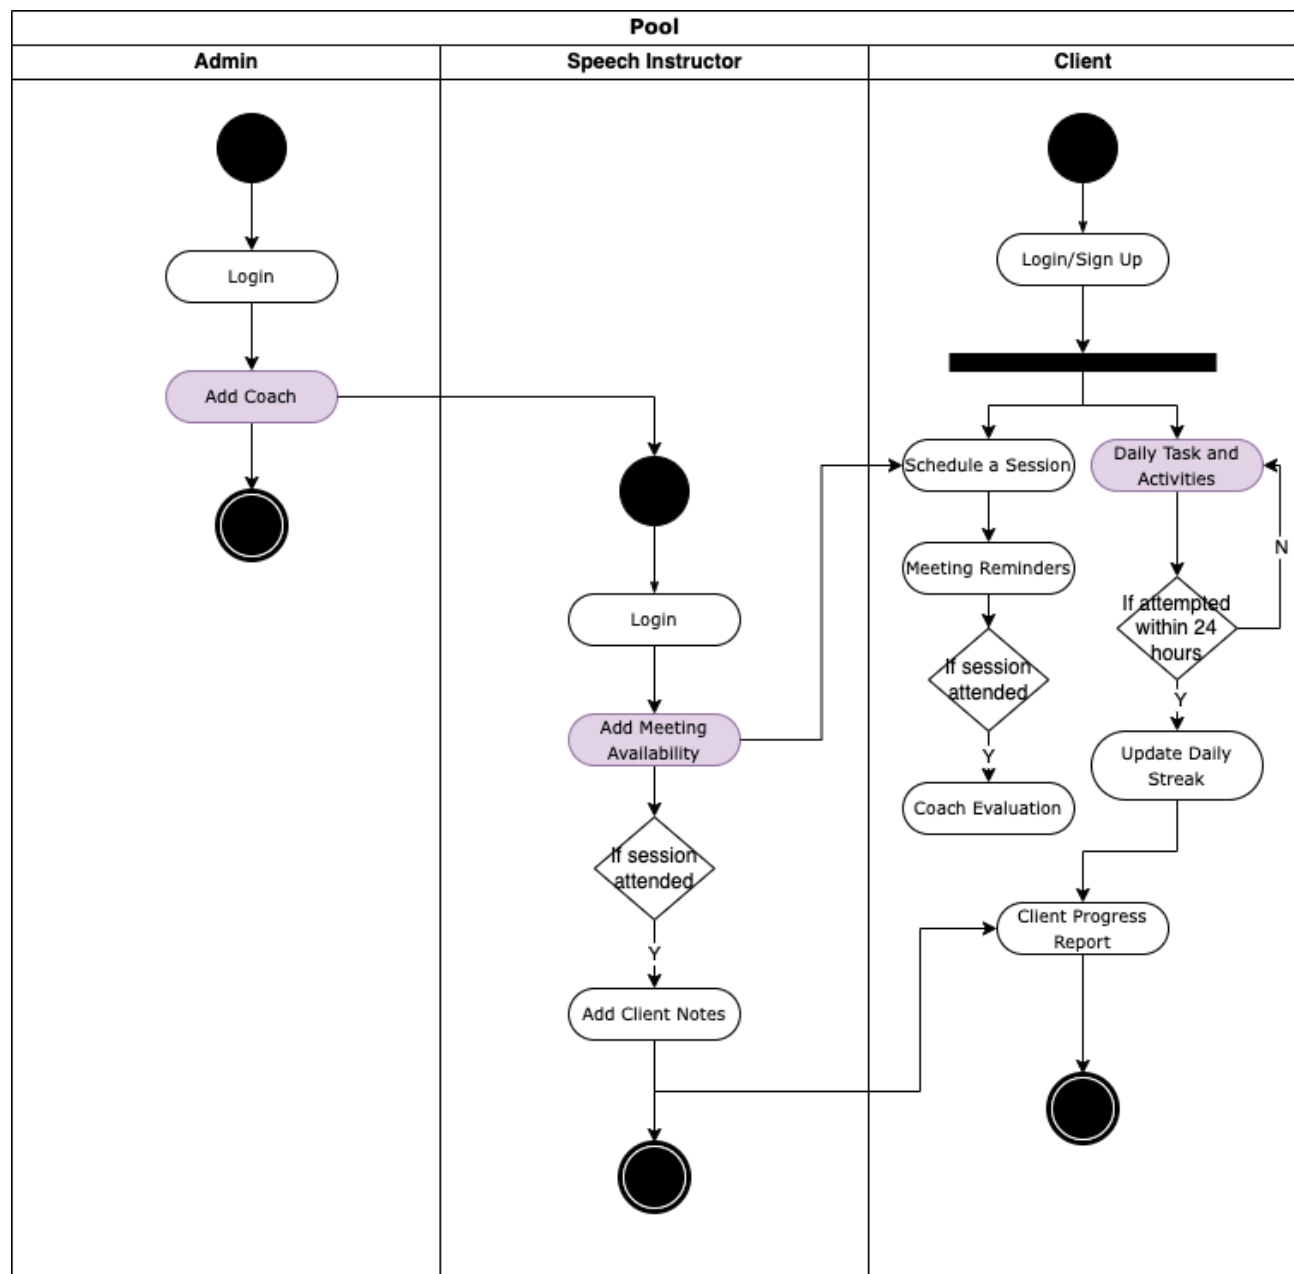 Pool
Admin
Speech Instructor
Client
Login
Add Coach
Login
Add Meeting
Availability
If session
attended
Y
Add Client Notes
Login/Sign Up
Schedule a Session
Meeting Reminders
If session
attended
Y
Coach Evaluation
Daily Task and
Activities
N
If attempted
within 24
hours
Y
Update Daily
Streak
Client Progress
Report